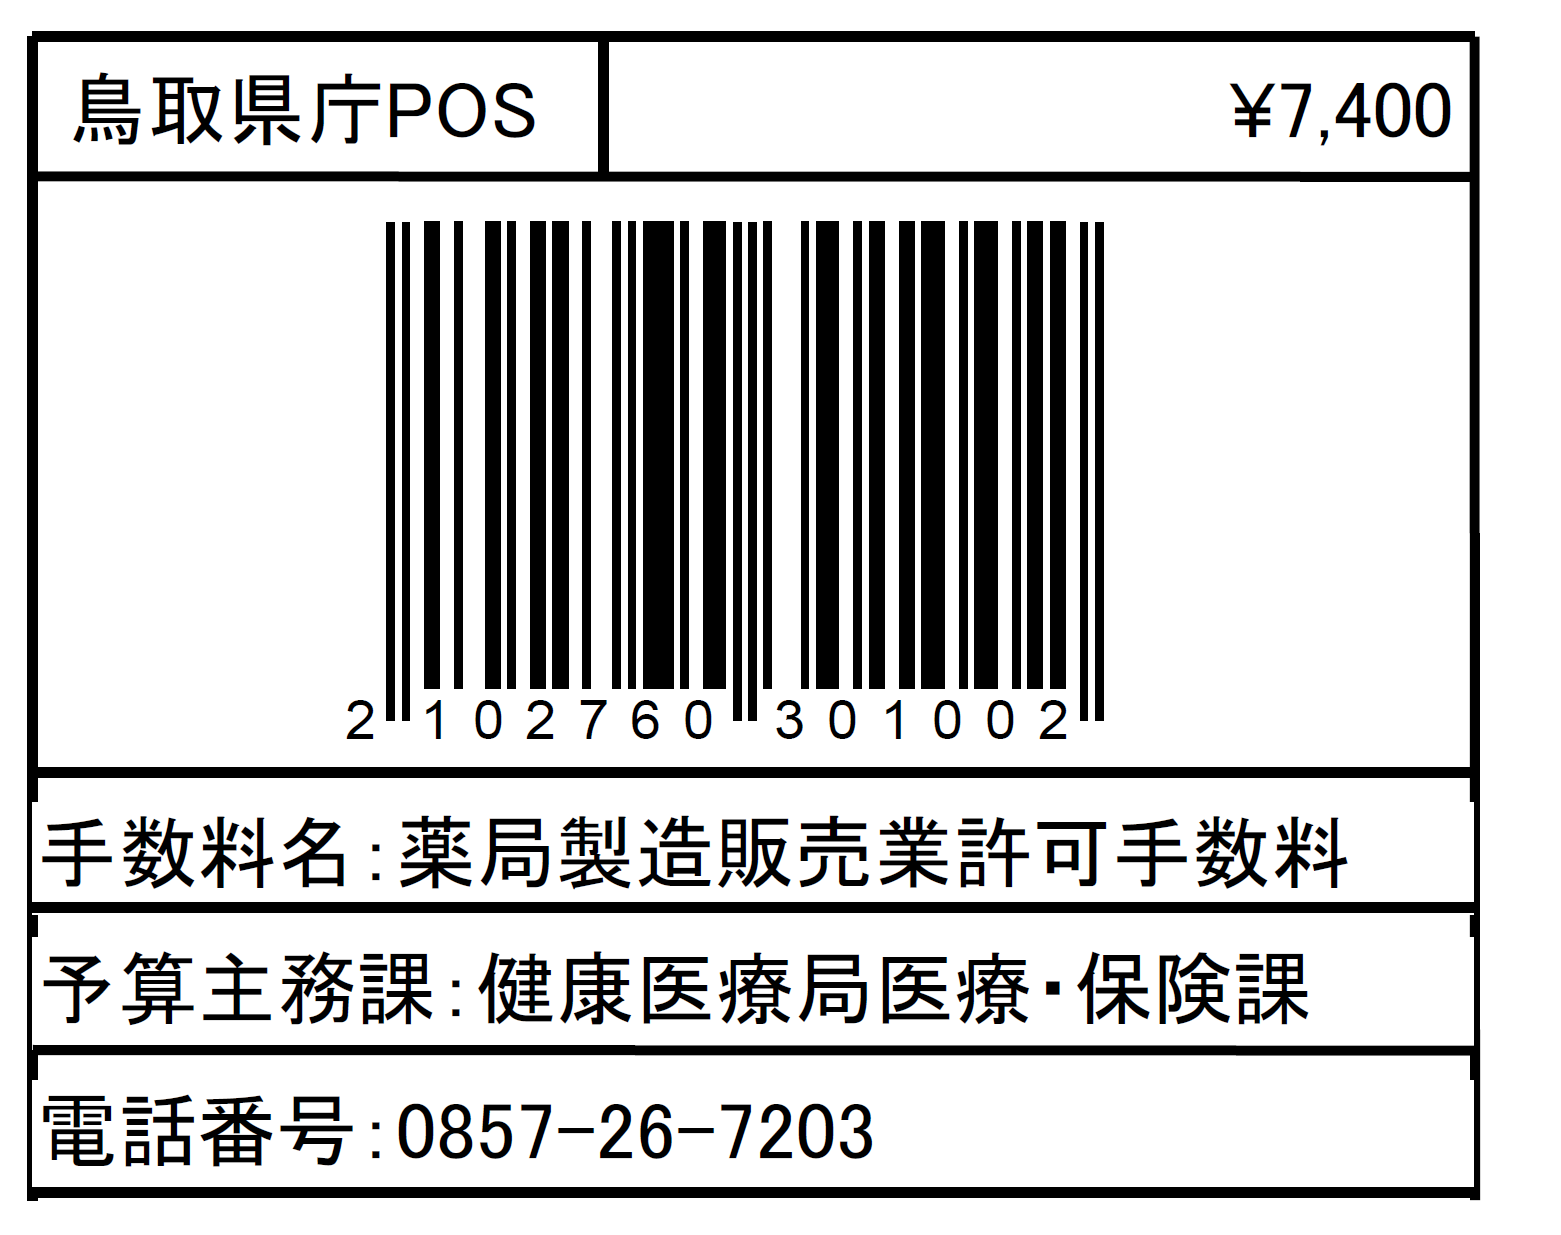 鳥取県庁POS
¥7,400
2 102760 301002
手数料名:薬局製造販売業許可手数料
予算主務課:健康医療局医療・保険課
電話番号:0857-26-7203